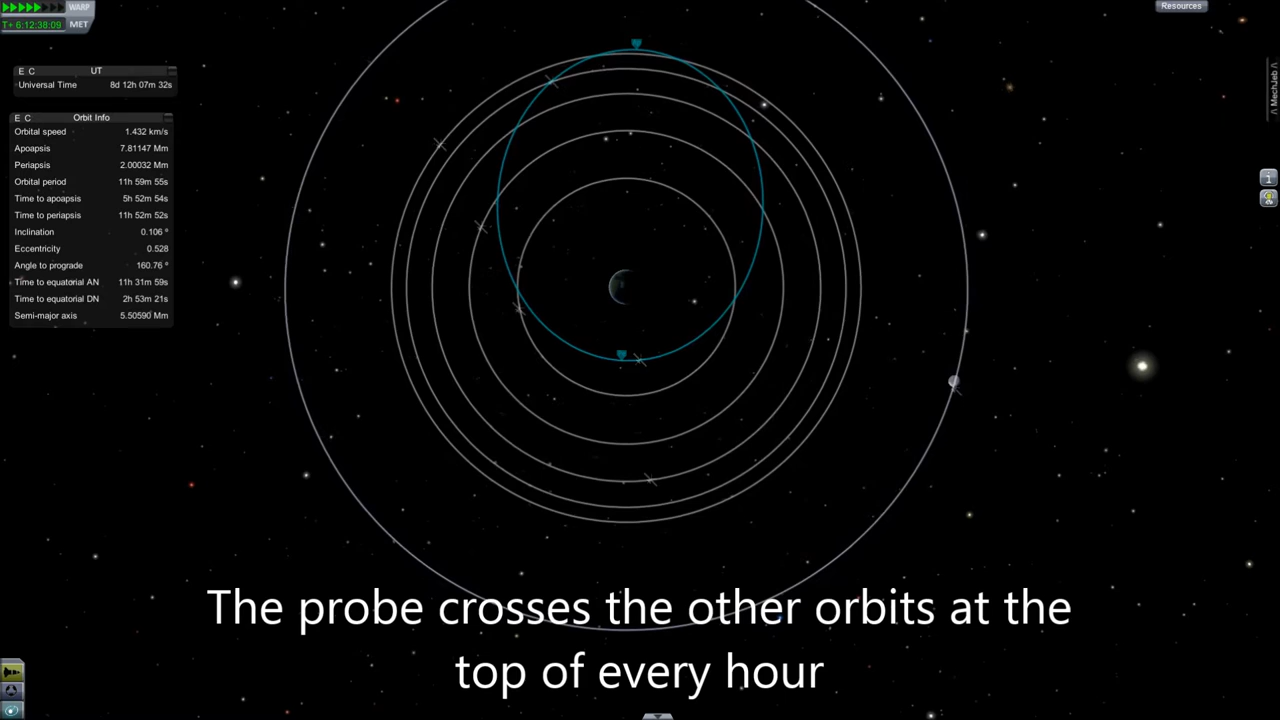 WARP
T+ 6:12:38:09 MET
Resources
E C UT
Universal Time 8d 12h 07m 32s
E C Orbit Info
Orbital speed 1.432 km/s
Apoapsis 7.81147 Mm
Periapsis 2.00032 Mm
Orbital period 11h 59m 55s
Time to apoapsis 5h 52m 54s
Time to periapsis 11h 52m 52s
Inclination 0.106 º
Eccentricity 0.528
Angle to prograde 160.76 º
Time to equatorial AN 11h 31m 59s
Time to equatorial DN 2h 53m 21s
Semi-major axis 5.50590 Mm
/\ MechJeb /\
The probe crosses the other orbits at the
top of every hour